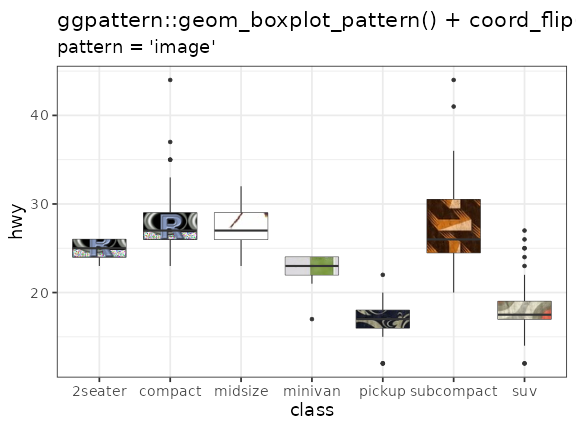 ggpattern::geom_boxplot_pattern() + coord_flip
pattern = 'image'
40
30
20
hwy
2seater compact midsize minivan pickup subcompact suv
class